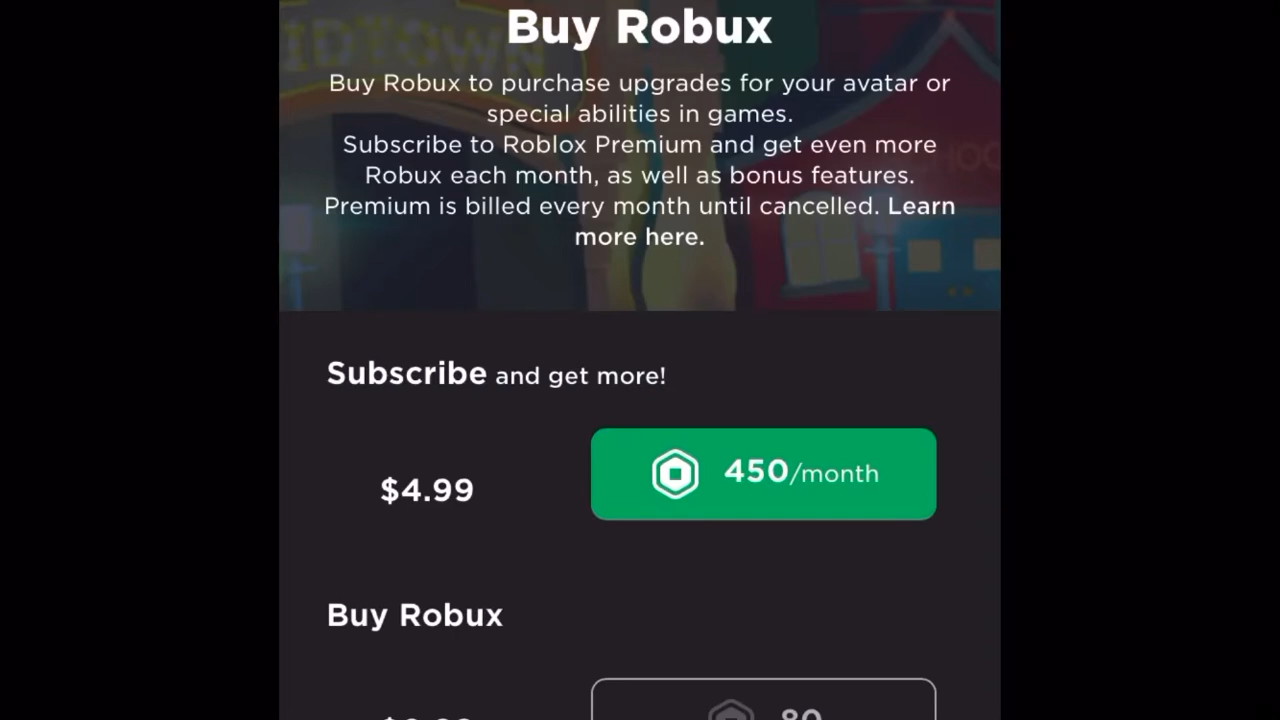 Buy Robux
Buy Robux to purchase upgrades for your avatar or
special abilities in games.
Subscribe to Roblox Premium and get even more
Robux each month, as well as bonus features.
Premium is billed every month until cancelled. Learn
more here.
Subscribe and get more!
$4.99 450/month
Buy Robux
80